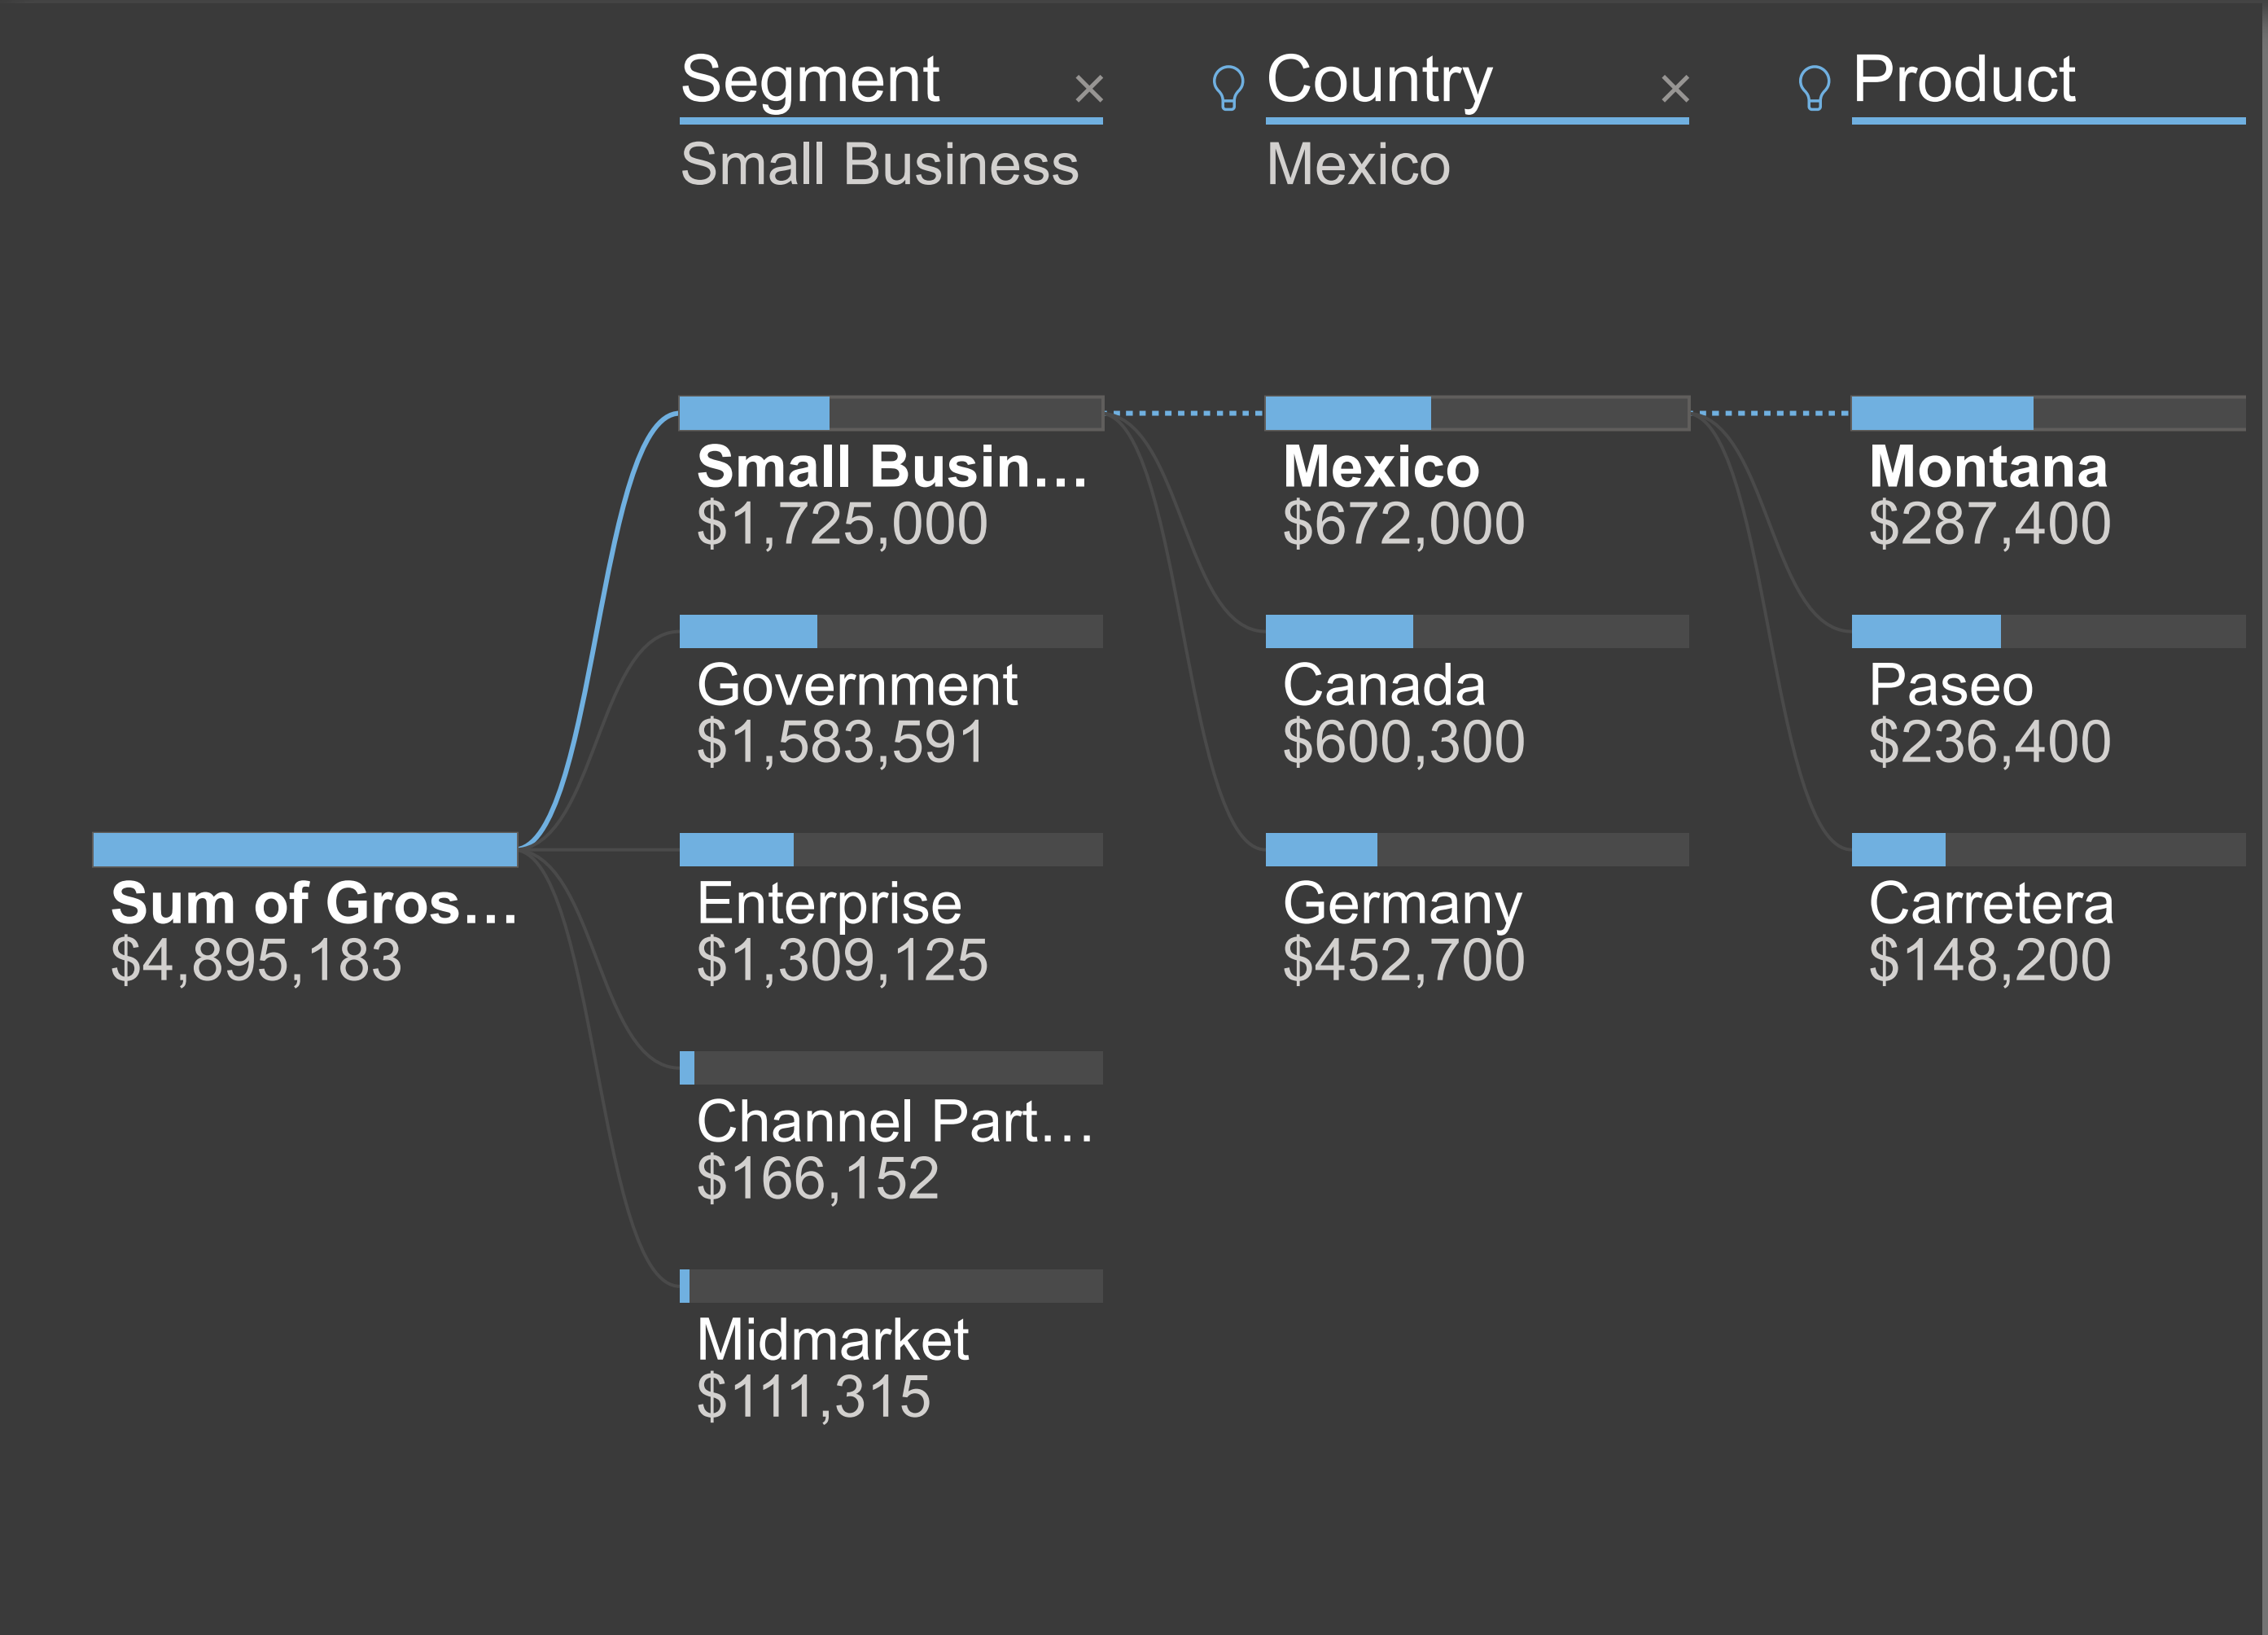 Segment
Small Business
Country
Mexico
Product
Sum of Gros...
$4,895,183
Small Busin...
$1,725,000
Government
$1,583,591
Enterprise
$1,309,125
Channel Part...
$166,152
Midmarket
$111,315
Mexico
$672,000
Canada
$600,300
Germany
$452,700
Montana
$287,400
Paseo
$236,400
Carretera
$148,200